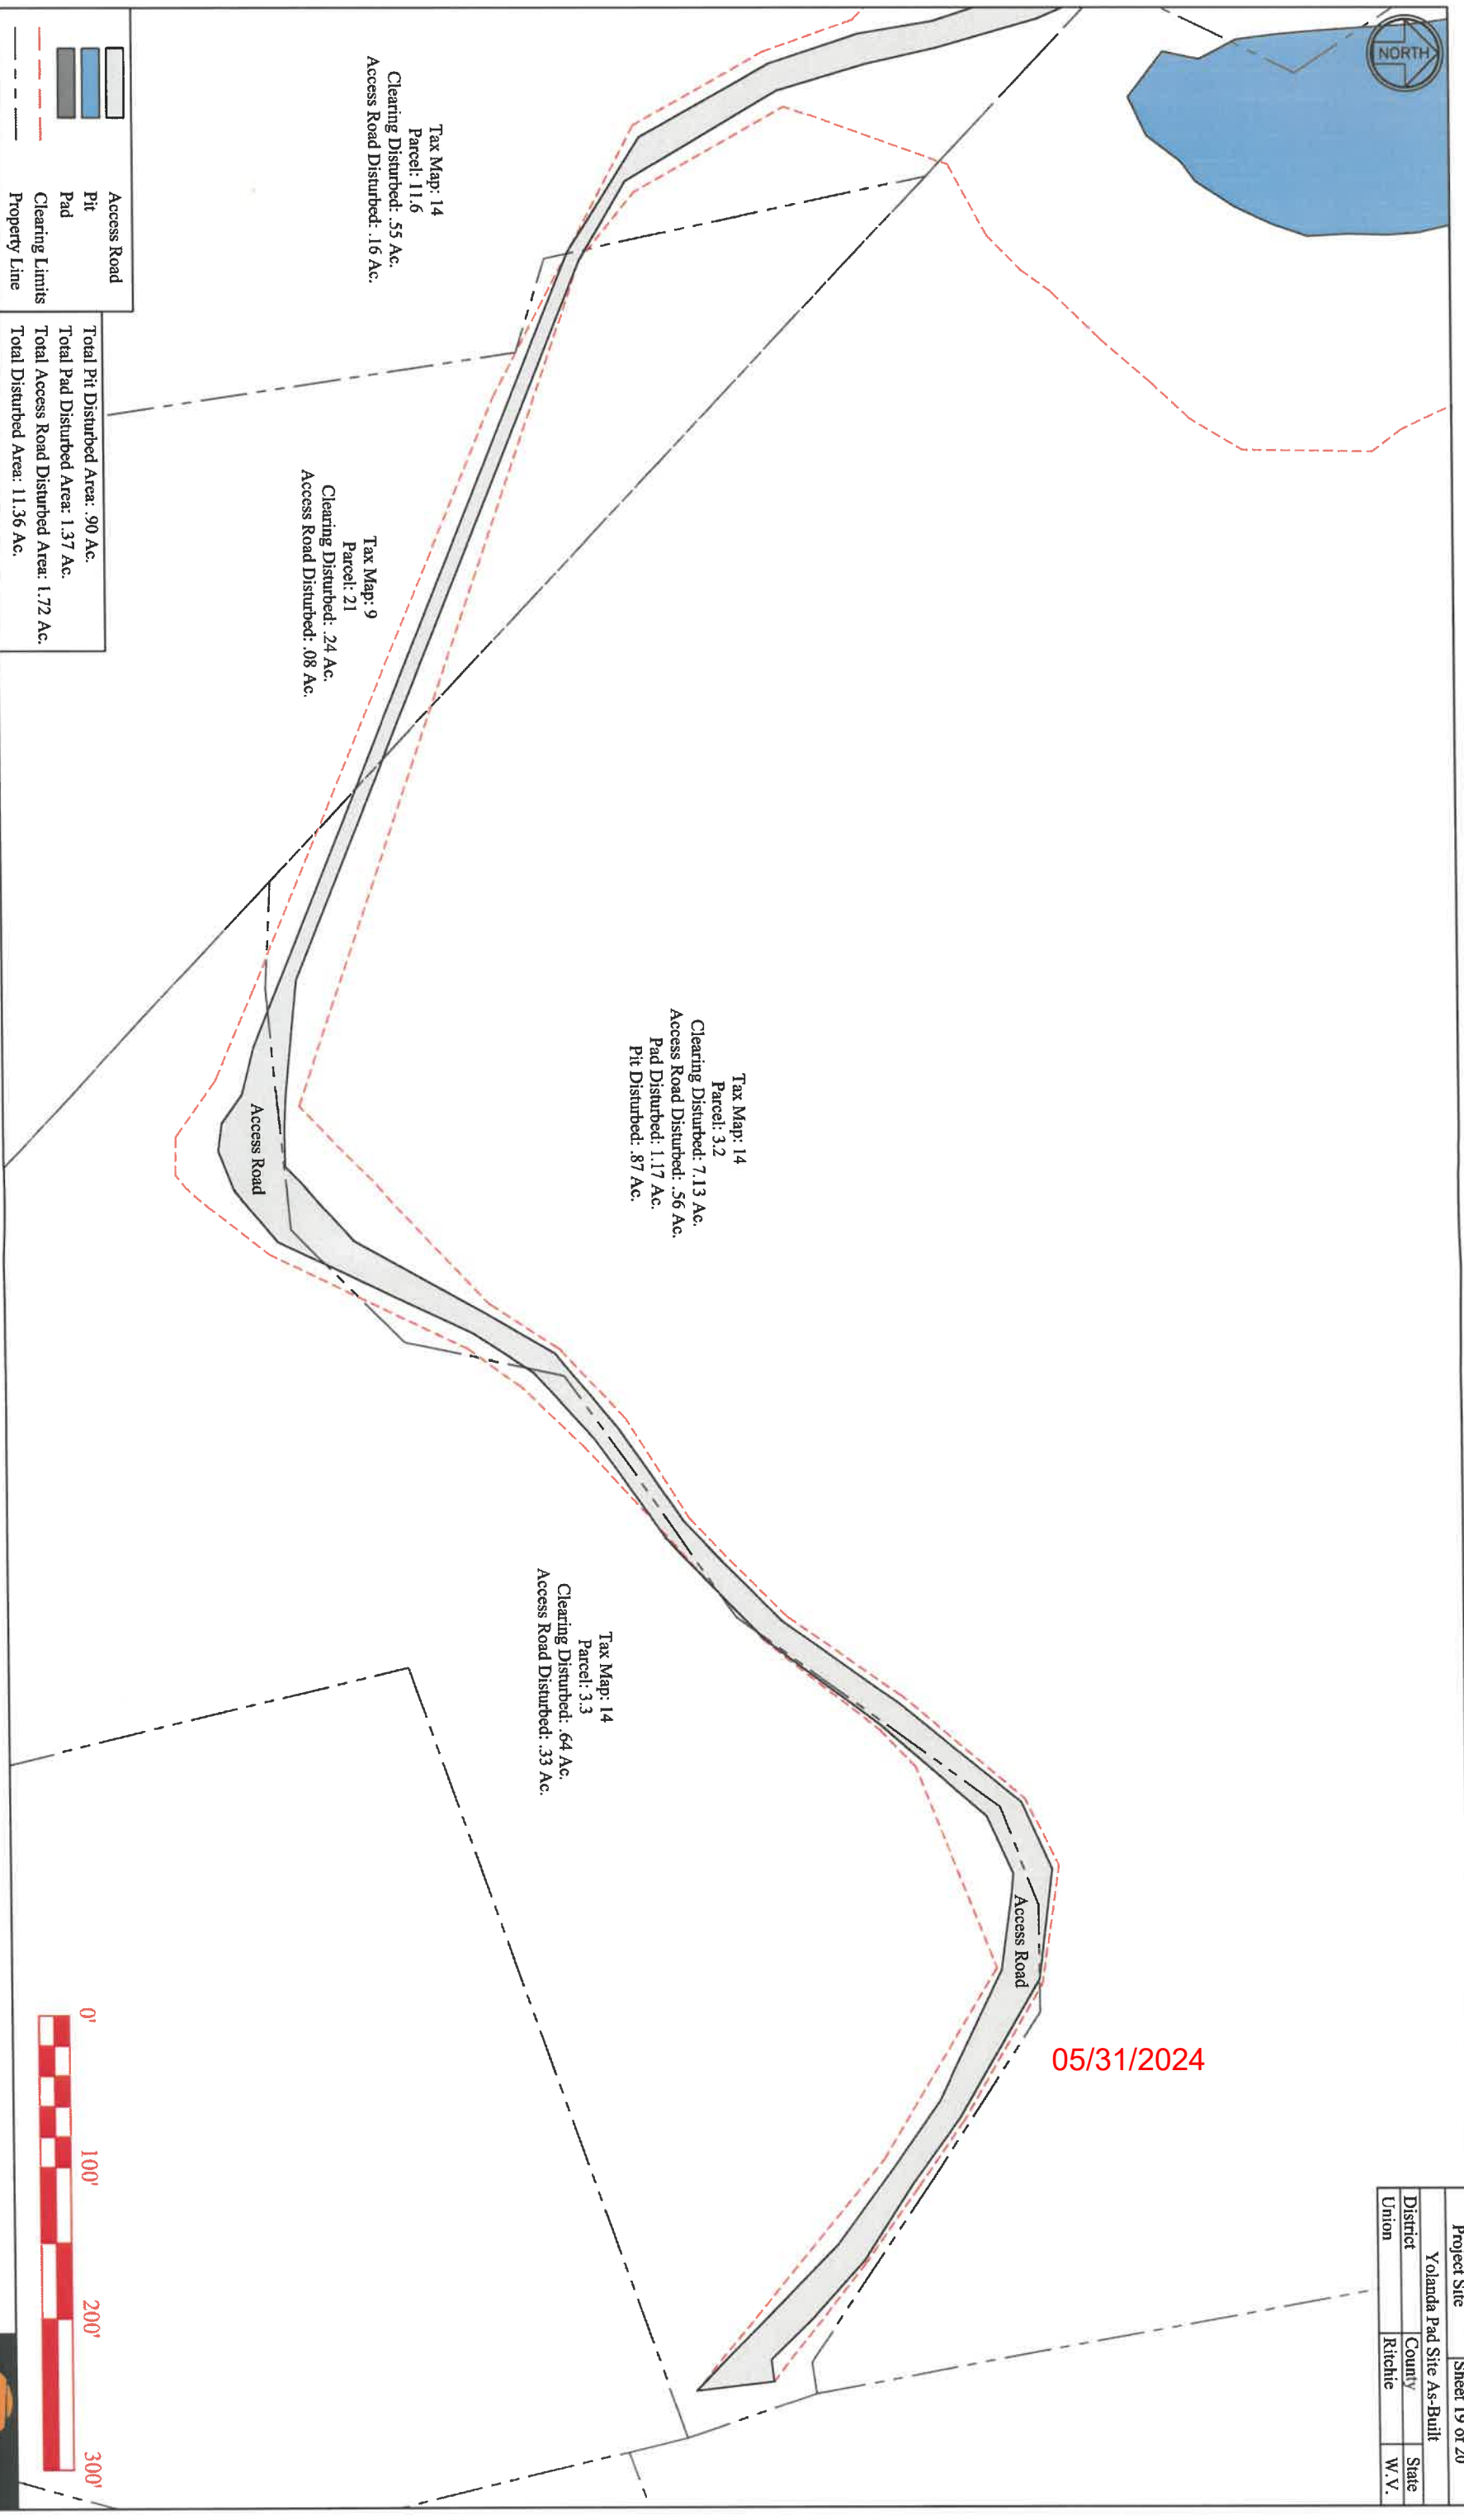 Project Site
Sheet 19 of 20
Yolanda Pad Site As-Built
District
County
State
Union
Ritchie
W.V.
NORTH
05/31/2024
Access Road
Tax Map: 14
Parcel: 3.2
Clearing Disturbed: 7.13 Ac.
Access Road Disturbed: .56 Ac.
Pad Disturbed: 1.17 Ac.
Pit Disturbed: .87 Ac.
Tax Map: 14
Parcel: 3.3
Clearing Disturbed: .64 Ac.
Access Road Disturbed: .33 Ac.
Tax Map: 14
Parcel: 11.6
Clearing Disturbed: .55 Ac.
Access Road Disturbed: .16 Ac.
Tax Map: 9
Parcel: 21
Clearing Disturbed: .24 Ac.
Access Road Disturbed: .08 Ac.
Access Road
Access Road
Pit
Pad
Clearing Limits
Property Line
Total Pit Disturbed Area: .90 Ac.
Total Pad Disturbed Area: 1.37 Ac.
Total Access Road Disturbed Area: 1.72 Ac.
Total Disturbed Area: 11.36 Ac.
0' 100' 200' 300'